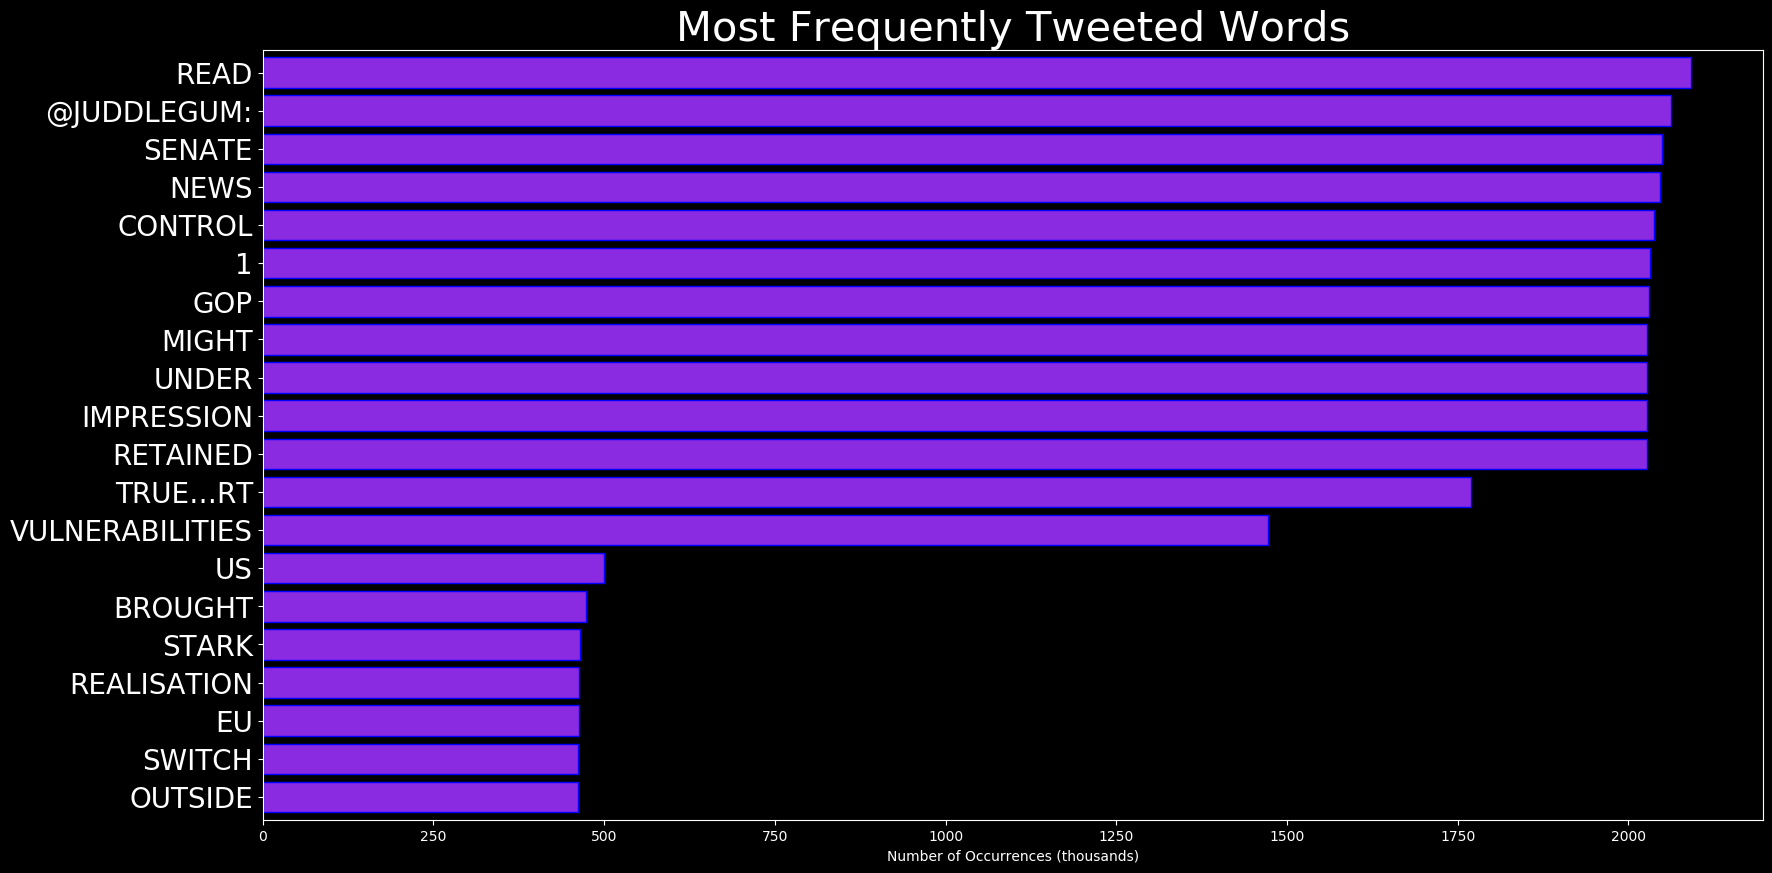 Most Frequently Tweeted Words
READ
@JUDDLEGUM:
SENATE
NEWS
CONTROL
1
GOP
MIGHT
UNDER
IMPRESSION
RETAINED
TRUE…RT
VULNERABILITIES
US
BROUGHT
STARK
REALISATION
EU
SWITCH
OUTSIDE
0 250 500 750 1000 1250 1500 1750 2000
Number of Occurrences (thousands)